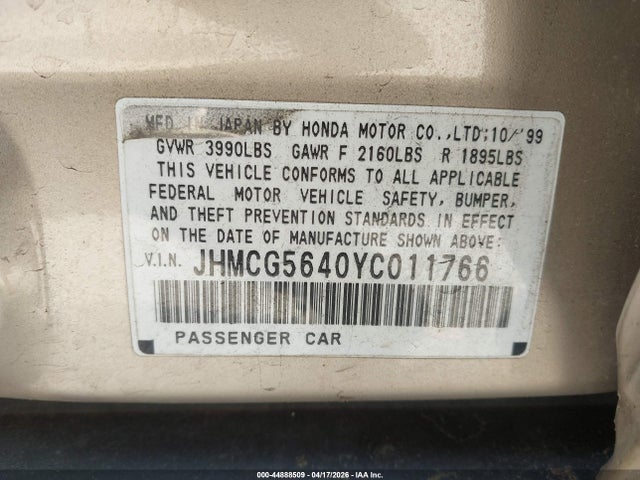 MFD. IN JAPAN BY HONDA MOTOR CO.,LTD:10/'99
GVWR 3990LBS GAWR F 2160LBS R 1895LBS
THIS VEHICLE CONFORMS TO ALL APPLICABLE
FEDERAL MOTOR VEHICLE SAFETY, BUMPER,
AND THEFT PREVENTION STANDARDS IN EFFECT
ON THE DATE OF MANUFACTURE SHOWN ABOVE:
V.I.N. JHMCG5640YC011766
PASSENGER CAR
000-44888509 - 04/17/2026 - IAA Inc.